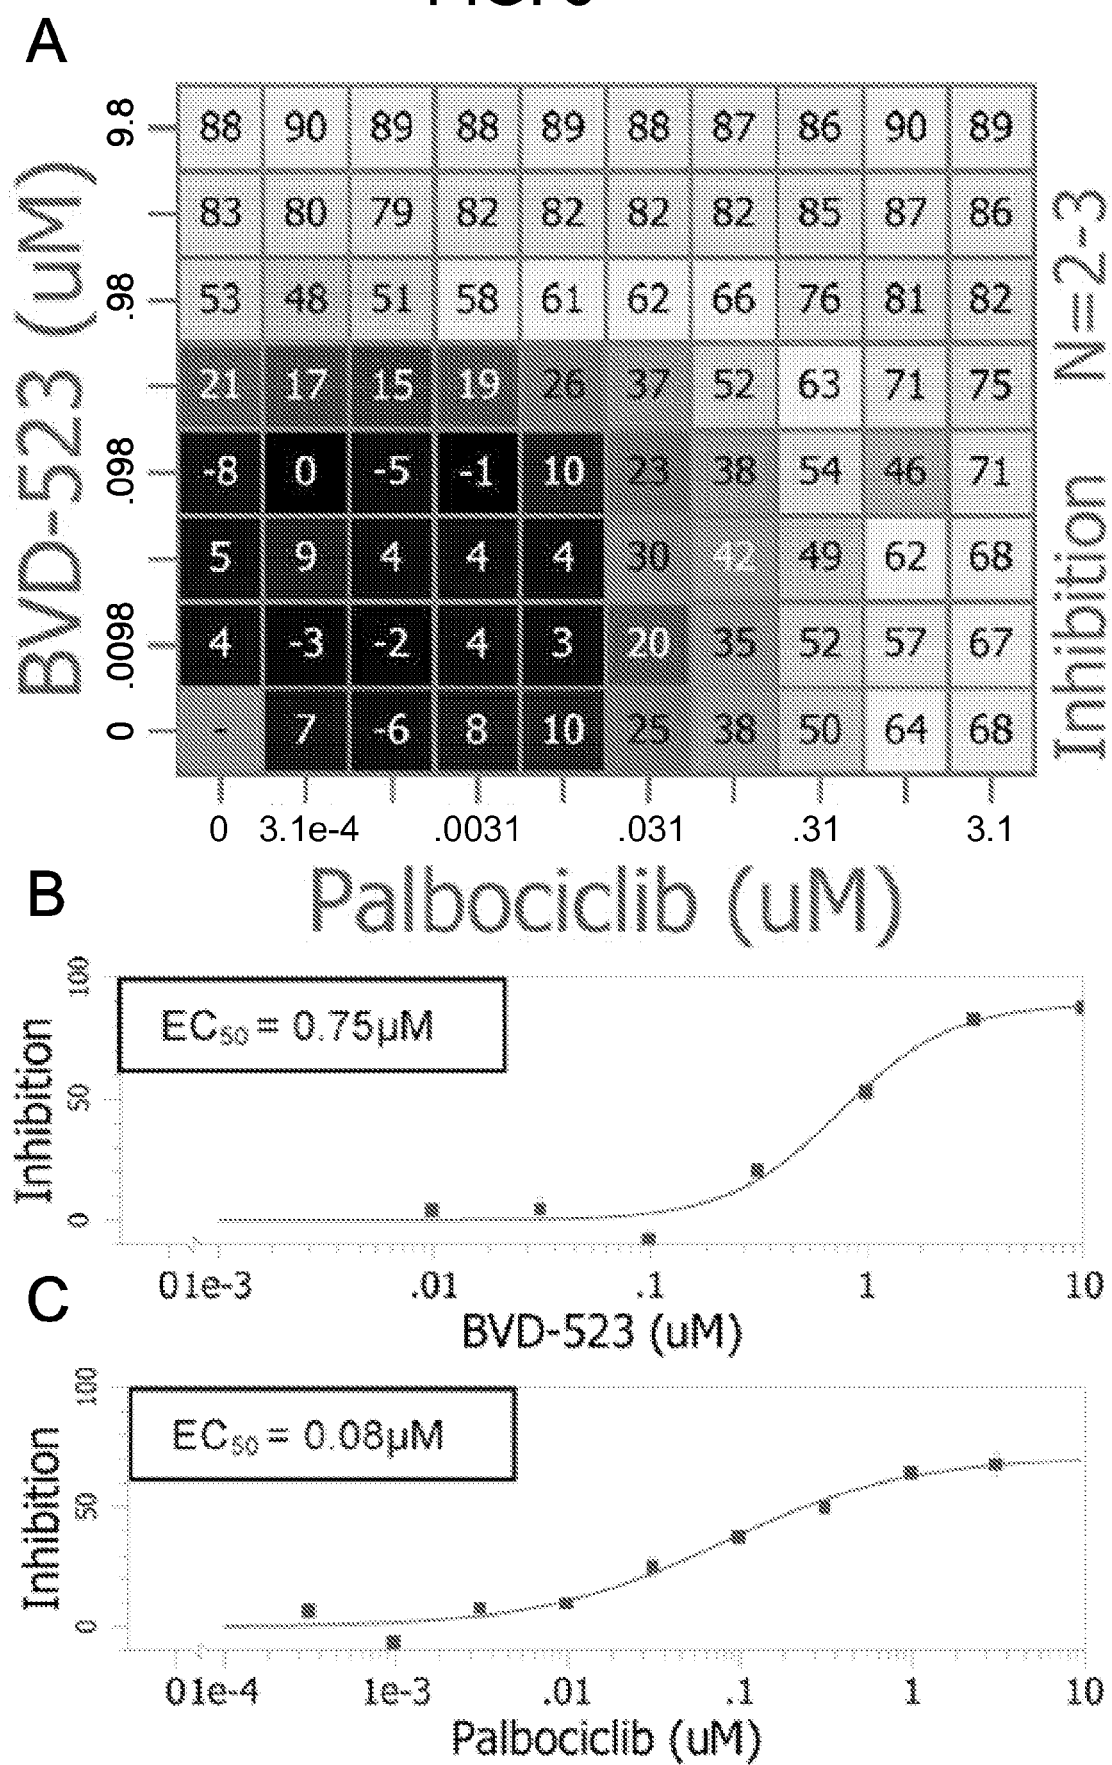 A
9.8 88 90 89 88 89 88 87 86 90 89
83 80 79 82 82 82 82 85 87 86
.98 53 48 51 58 61 62 66 76 81 82
21 17 15 19 26 37 52 63 71 75
.098 -8 0 -5 -1 10 23 38 54 46 71
5 9 4 4 4 30 42 49 62 68
.0098 4 -3 -2 4 3 20 35 52 57 67
0 - 7 -6 8 10 25 38 50 64 68
BVD-523 (uM)
Inhibition N=2-3
0 3.1e-4 .0031 .031 .31 3.1
Palbociclib (uM)
B
EC50 = 0.75µM
Inhibition
100
50
0
01e-3 .01 .1 1 10
BVD-523 (uM)
C
EC50 = 0.08µM
Inhibition
100
50
0
01e-4 1e-3 .01 .1 1 10
Palbociclib (uM)